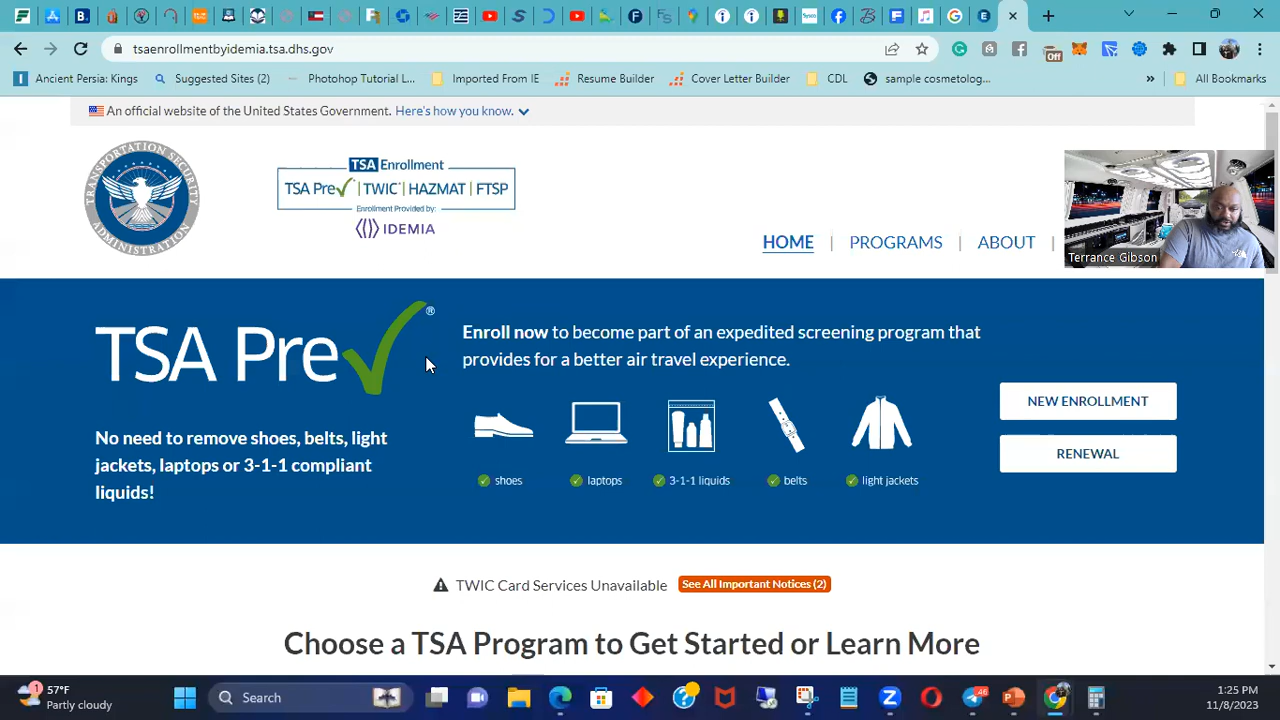 tsaenrollmentbyidemia.tsa.dhs.gov
Off
Ancient Persia: Kings
Suggested Sites (2)
Photohop Tutorial L...
Imported From IE
Resume Builder
Cover Letter Builder
CDL
sample cosmetolog...
»
All Bookmarks
An official website of the United States Government. Here's how you know.
TRANSPORTATION SECURITY ADMINISTRATION
TSA Enrollment
TSA Pre✓ | TWIC | HAZMAT | FTSP
Enrollment Provided by:
IDEMIA
HOME | PROGRAMS | ABOUT |
Terrance Gibson
TSA Pre✓®
Enroll now to become part of an expedited screening program that
provides for a better air travel experience.
No need to remove shoes, belts, light
jackets, laptops or 3-1-1 compliant
liquids!
shoes
laptops
3-1-1 liquids
belts
light jackets
NEW ENROLLMENT
RENEWAL
TWIC Card Services Unavailable
See All Important Notices (2)
Choose a TSA Program to Get Started or Learn More
1
57°F
Partly cloudy
Search
46
1:25 PM
11/8/2023